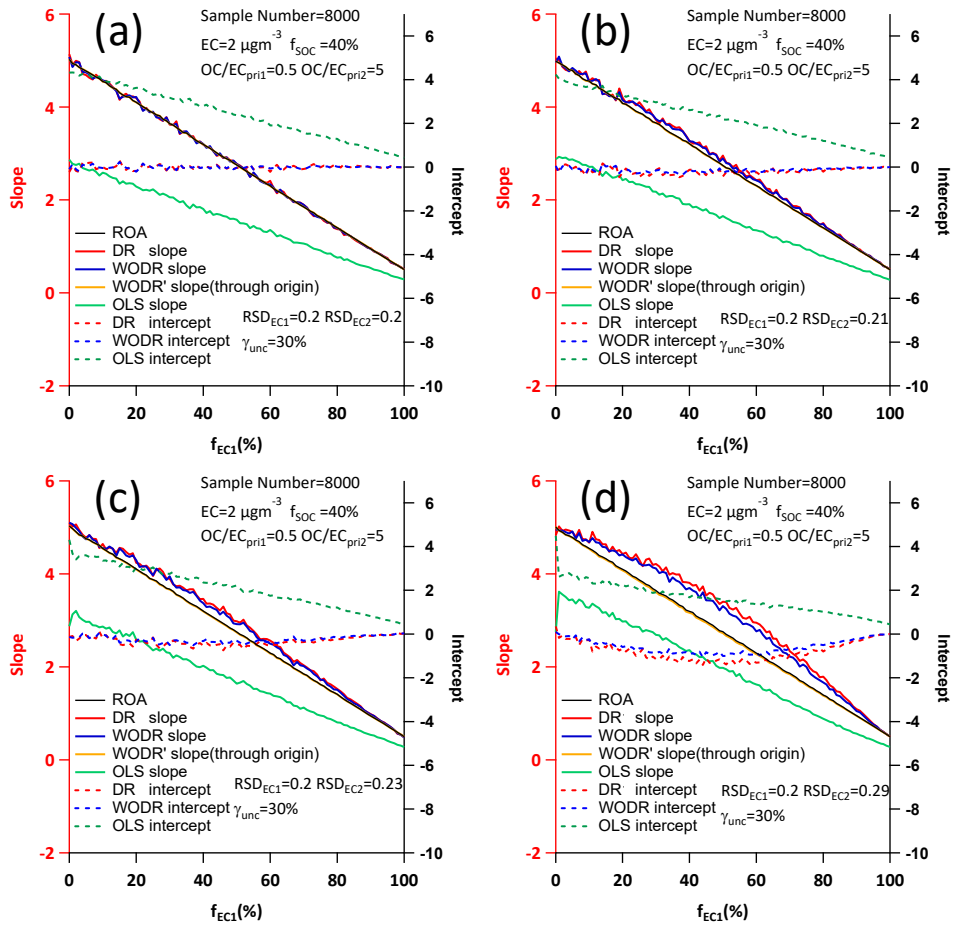 (a)
Sample Number=8000
EC=2 µgm-3 fSOC=40%
OC/ECpri1=0.5 OC/ECpri2=5
6
4
2
0
-2
Slope
6
4
2
0
-2
-4
-6
-8
-10
Intercept
ROA
DR slope
WODR slope
WODR' slope(through origin)
OLS slope
DR intercept
WODR intercept
OLS intercept
RSDEC1=0.2 RSDEC2=0.2
γunc=30%
0 20 40 60 80 100
fEC1(%)
(b)
Sample Number=8000
EC=2 µgm-3 fSOC=40%
OC/ECpri1=0.5 OC/ECpri2=5
6
4
2
0
-2
Slope
6
4
2
0
-2
-4
-6
-8
-10
Intercept
ROA
DR slope
WODR slope
WODR' slope(through origin)
OLS slope
DR intercept
WODR intercept
OLS intercept
RSDEC1=0.2 RSDEC2=0.21
γunc=30%
0 20 40 60 80 100
fEC1(%)
(c)
Sample Number=8000
EC=2 µgm-3 fSOC=40%
OC/ECpri1=0.5 OC/ECpri2=5
6
4
2
0
-2
Slope
6
4
2
0
-2
-4
-6
-8
-10
Intercept
ROA
DR slope
WODR slope
WODR' slope(through origin)
OLS slope
DR intercept
WODR intercept
OLS intercept
RSDEC1=0.2 RSDEC2=0.23
γunc=30%
0 20 40 60 80 100
fEC1(%)
(d)
Sample Number=8000
EC=2 µgm-3 fSOC=40%
OC/ECpri1=0.5 OC/ECpri2=5
6
4
2
0
-2
Slope
6
4
2
0
-2
-4
-6
-8
-10
Intercept
ROA
DR slope
WODR slope
WODR' slope(through origin)
OLS slope
DR intercept
WODR intercept
OLS intercept
RSDEC1=0.2 RSDEC2=0.29
γunc=30%
0 20 40 60 80 100
fEC1(%)